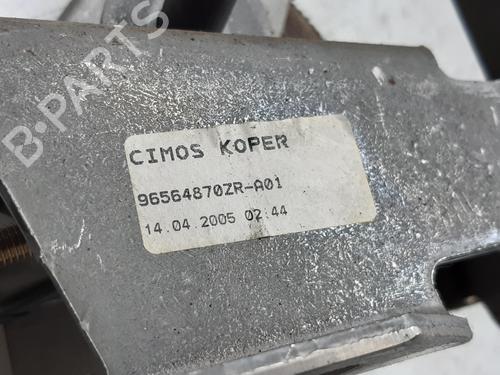 B-PARTS
CIMOS KOPER
96564870ZR-A01
14.04.2005 02:44